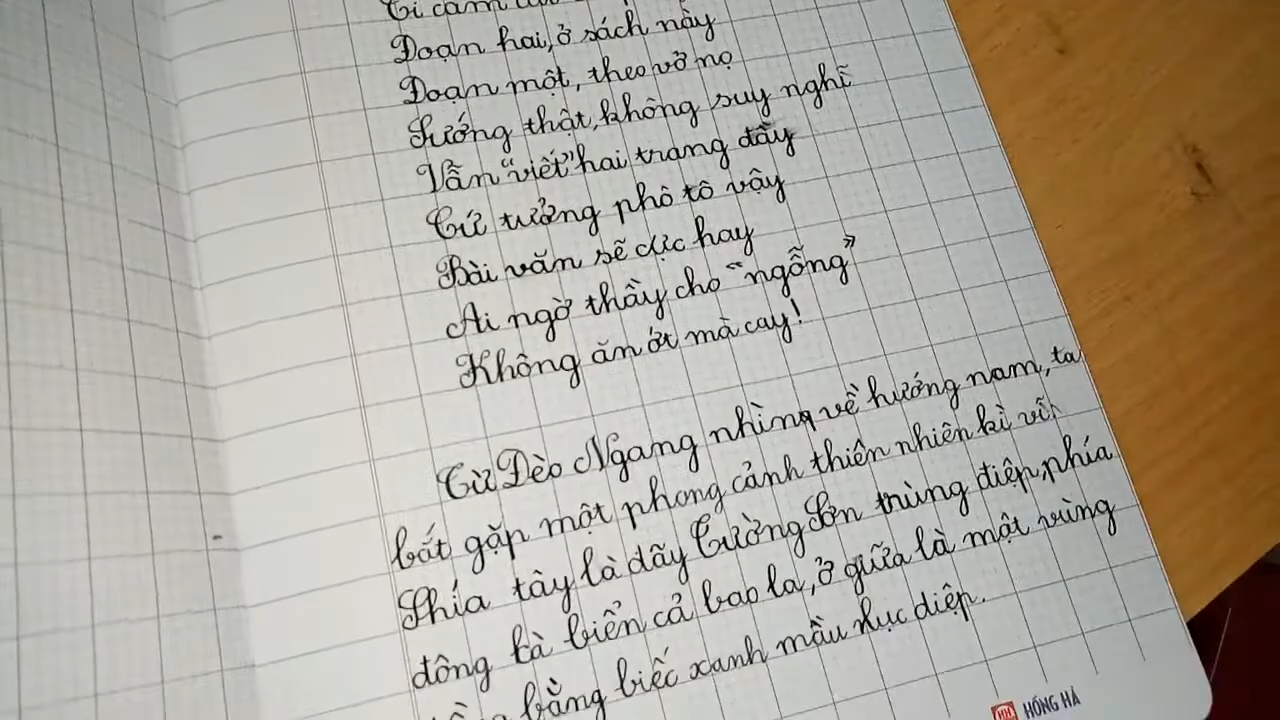 Đoạn hai, ở sách này
Đoạn một, theo vở nọ
Sướng thật, không suy nghĩ
Vẫn "viết" hai trang đầy
Cứ tưởng phô tô vậy
Bài văn sẽ cực hay
Ai ngờ thầy cho "ngỗng"
Không ăn ớt mà cay!
Từ Đèo Ngang nhìn về hướng nam, ta
bắt gặp một phong cảnh thiên nhiên kì vĩ:
Phía tây là dãy Trường Sơn trùng điệp, phía
đông là biển cả bao la, ở giữa là một vùng
bằng biếc xanh mầu lục diệp.
HH HỒNG HÀ